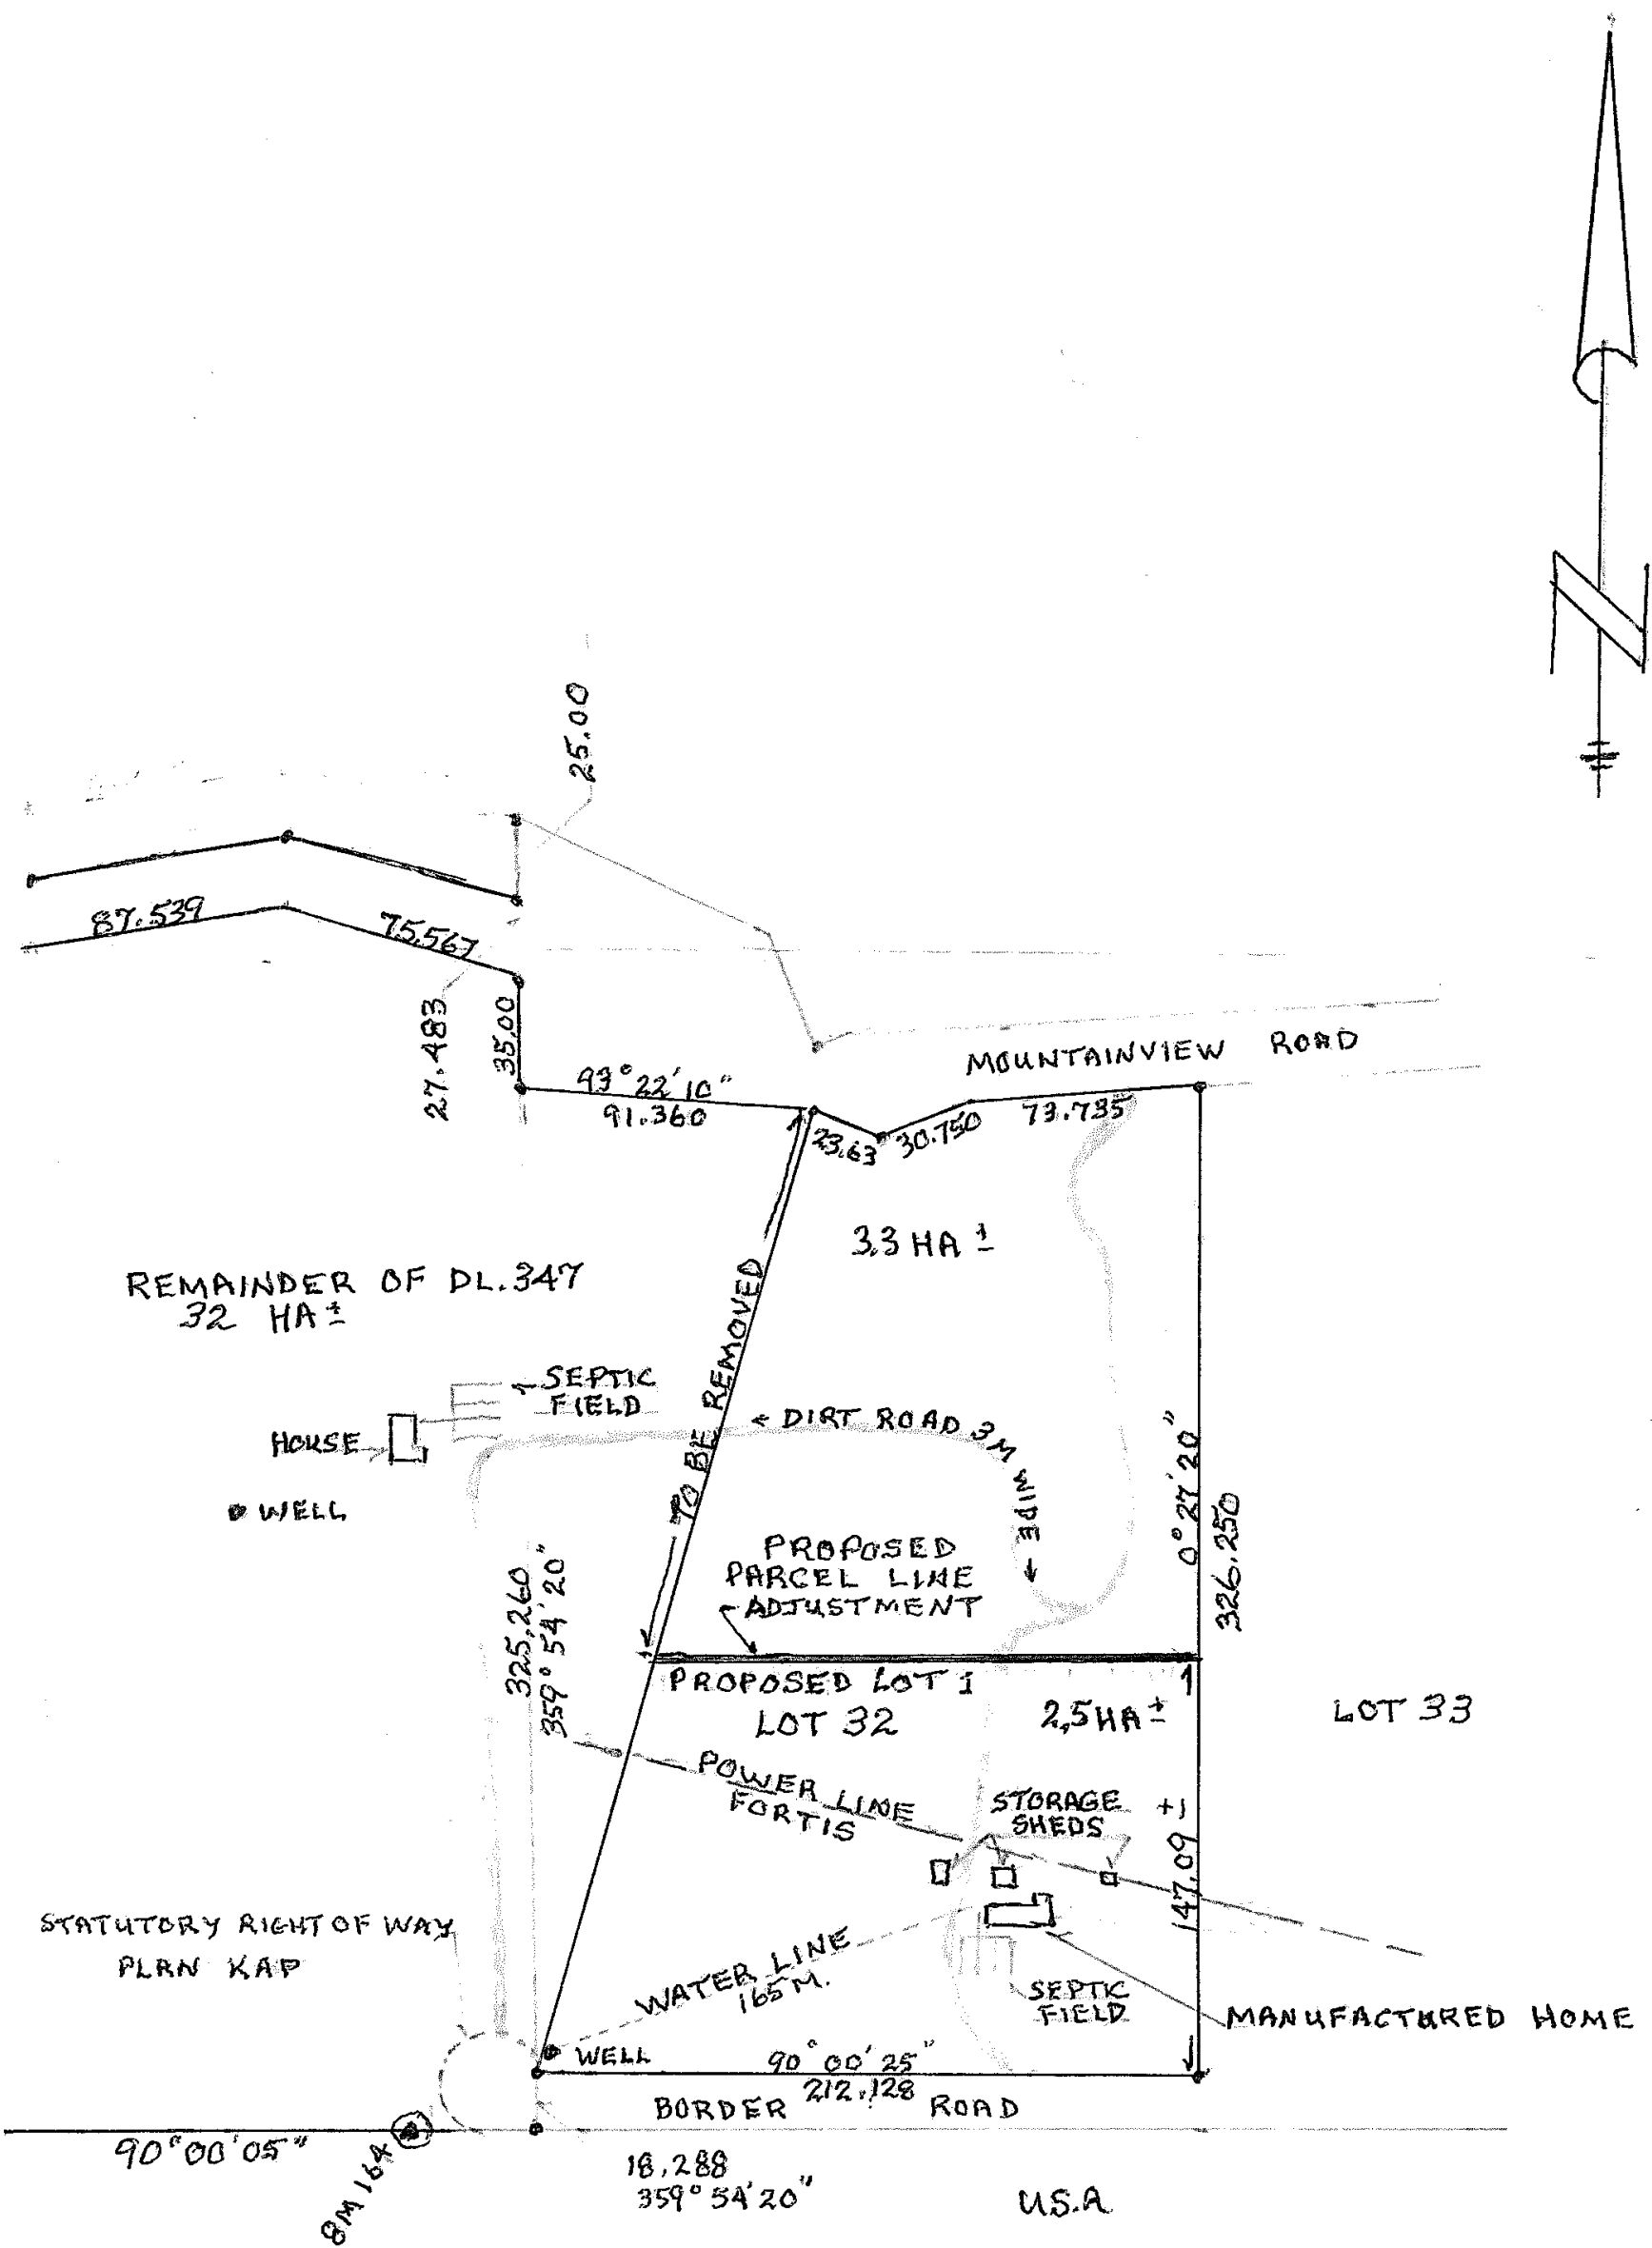 N
25.00
87.539
75.567
27.483
35.00
93°22'10"
91.360
MOUNTAINVIEW ROAD
23.63
30.750
73.735
3.3 HA ±
REMAINDER OF DL.347
32 HA ±
TO BE REMOVED
SEPTIC
FIELD
HOUSE
DIRT ROAD 3M WIDE
WELL
0°27'20"
326.250
325,260
359°54'20"
PROPOSED
PARCEL LINE
ADJUSTMENT
PROPOSED LOT 1
LOT 32
2,5 HA ±
LOT 33
POWER LINE
FORTIS
STORAGE
SHEDS
147.09 +1
STATUTORY RIGHT OF WAY
PLAN KAP
WATER LINE
165 M.
SEPTIC
FIELD
MANUFACTURED HOME
WELL
90°00'25"
212.128
BORDER ROAD
90°00'05"
8M 164
18,288
359°54'20"
U.S.A